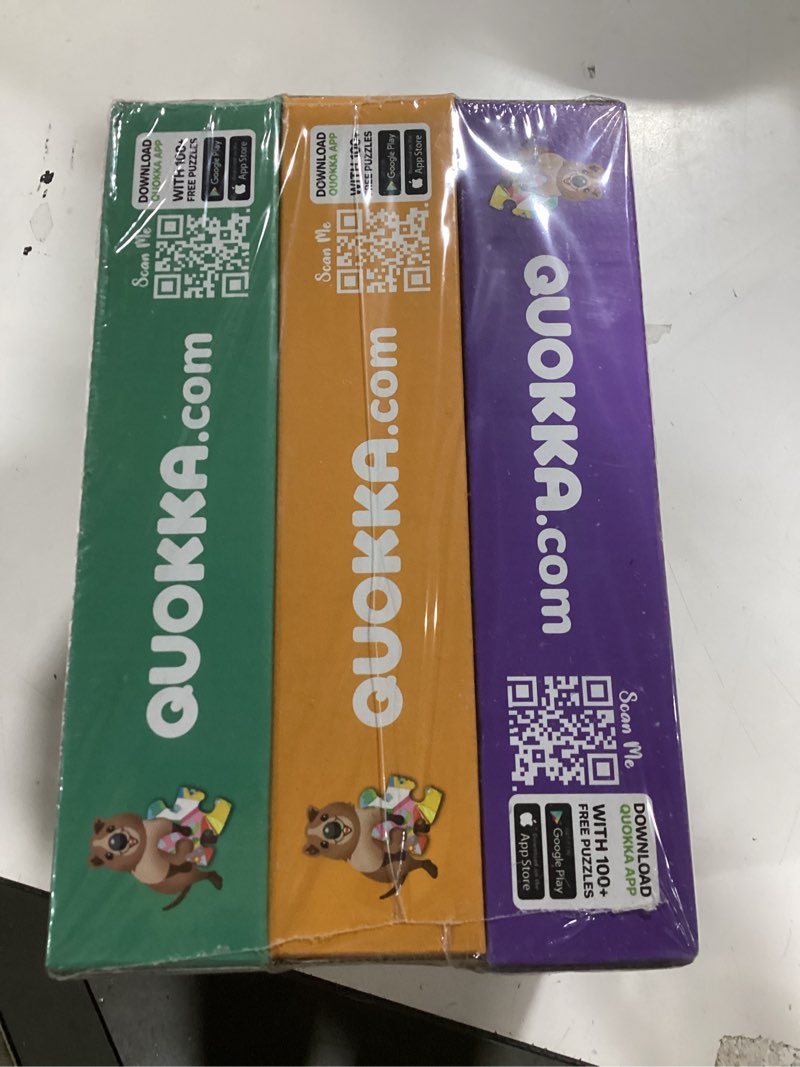 DOWNLOAD
QUOKKA APP
WITH 100+
FREE PUZZLES
Google Play
App Store
Scan Me
QUOKKA.com
DOWNLOAD
QUOKKA APP
WITH 100+
FREE PUZZLES
Google Play
App Store
Scan Me
QUOKKA.com
QUOKKA.com
Scan Me
DOWNLOAD
QUOKKA APP
WITH 100+
FREE PUZZLES
Google Play
App Store